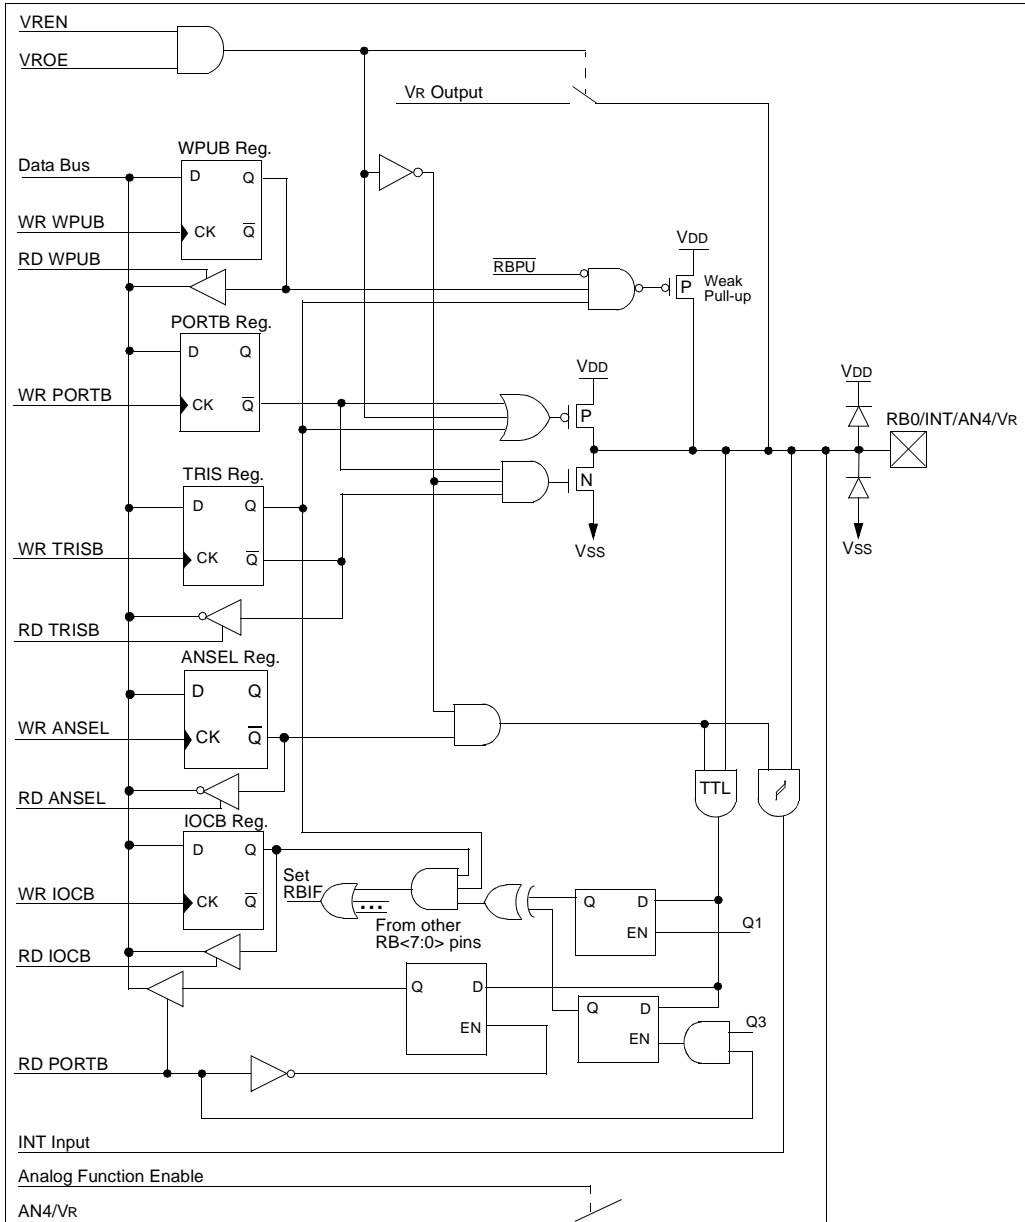 VREN
VROE
VR Output
WPUB Reg.
Data Bus
D Q
WR WPUB
CK Q
RD WPUB
RBPU
VDD
P
Weak
Pull-up
PORTB Reg.
D Q
WR PORTB
CK Q
VDD
P
VDD
RB0/INT/AN4/VR
TRIS Reg.
D Q
N
WR TRISB
CK Q
VSS
VSS
RD TRISB
ANSEL Reg.
D Q
WR ANSEL
CK Q
RD ANSEL
TTL
IOCB Reg.
D Q
Set
RBIF
WR IOCB
CK Q
...
From other
RB<7:0> pins
Q D
EN
Q1
RD IOCB
Q D
EN
Q D
EN
Q3
RD PORTB
INT Input
Analog Function Enable
AN4/VR